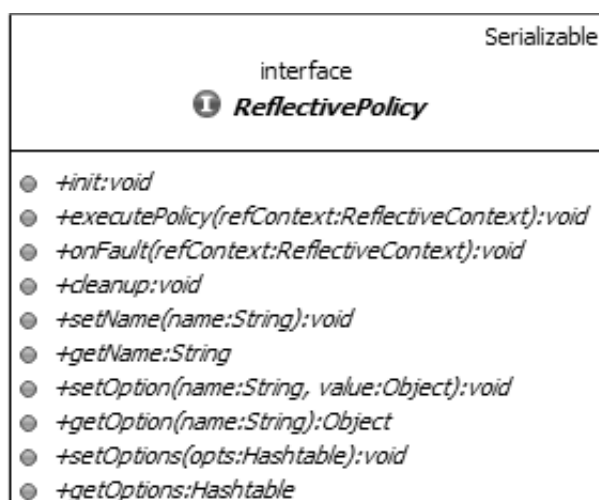 Serializable
interface
I ReflectivePolicy
+init:void
+executePolicy(refContext:ReflectiveContext):void
+onFault(refContext:ReflectiveContext):void
+cleanup:void
+setName(name:String):void
+getName:String
+setOption(name:String, value:Object):void
+getOption(name:String):Object
+setOptions(opts:Hashtable):void
+getOptions:Hashtable